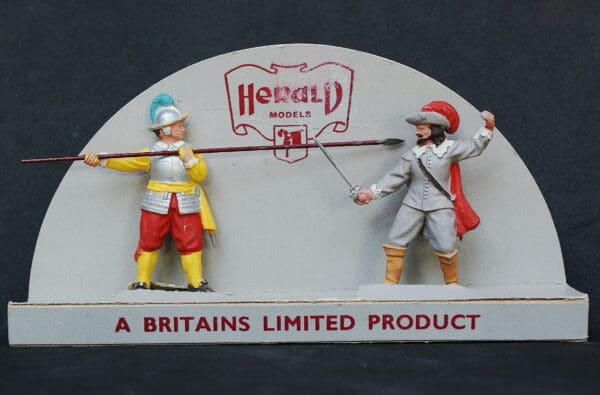 HERALD
MODELS
A BRITAINS LIMITED PRODUCT